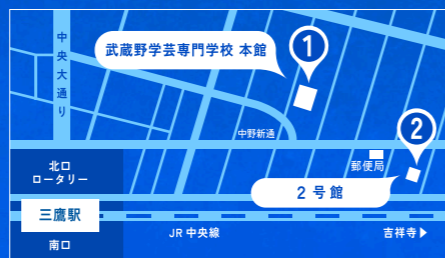 中央大通り
武蔵野学芸専門学校 本館
1
中野新通
2
郵便局
北口
ロータリー
2号館
三鷹駅
JR中央線
吉祥寺▶
南口